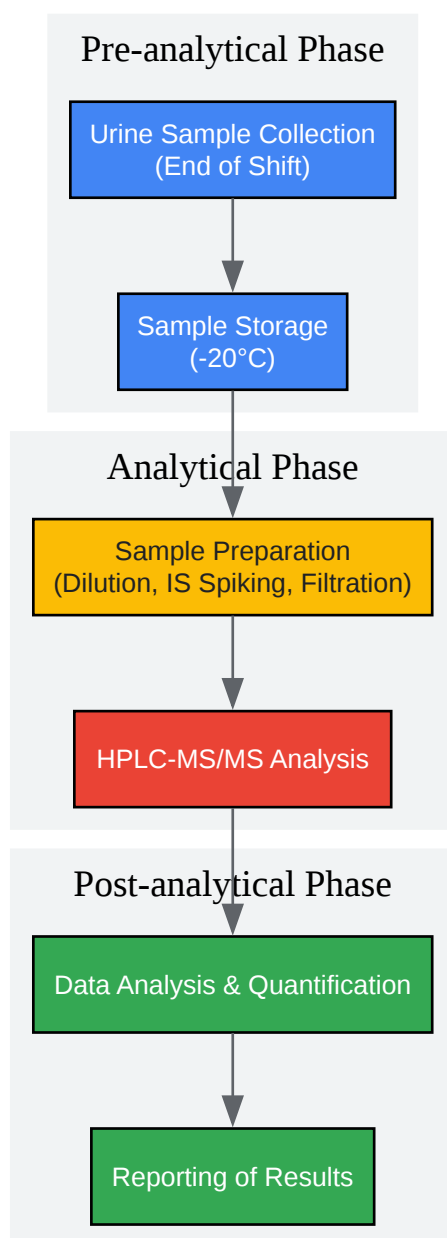 Pre-analytical Phase
Urine Sample Collection
(End of Shift)
Sample Storage
(-20°C)
Analytical Phase
Sample Preparation
(Dilution, IS Spiking, Filtration)
HPLC-MS/MS Analysis
Post-analytical Phase
Data Analysis & Quantification
Reporting of Results